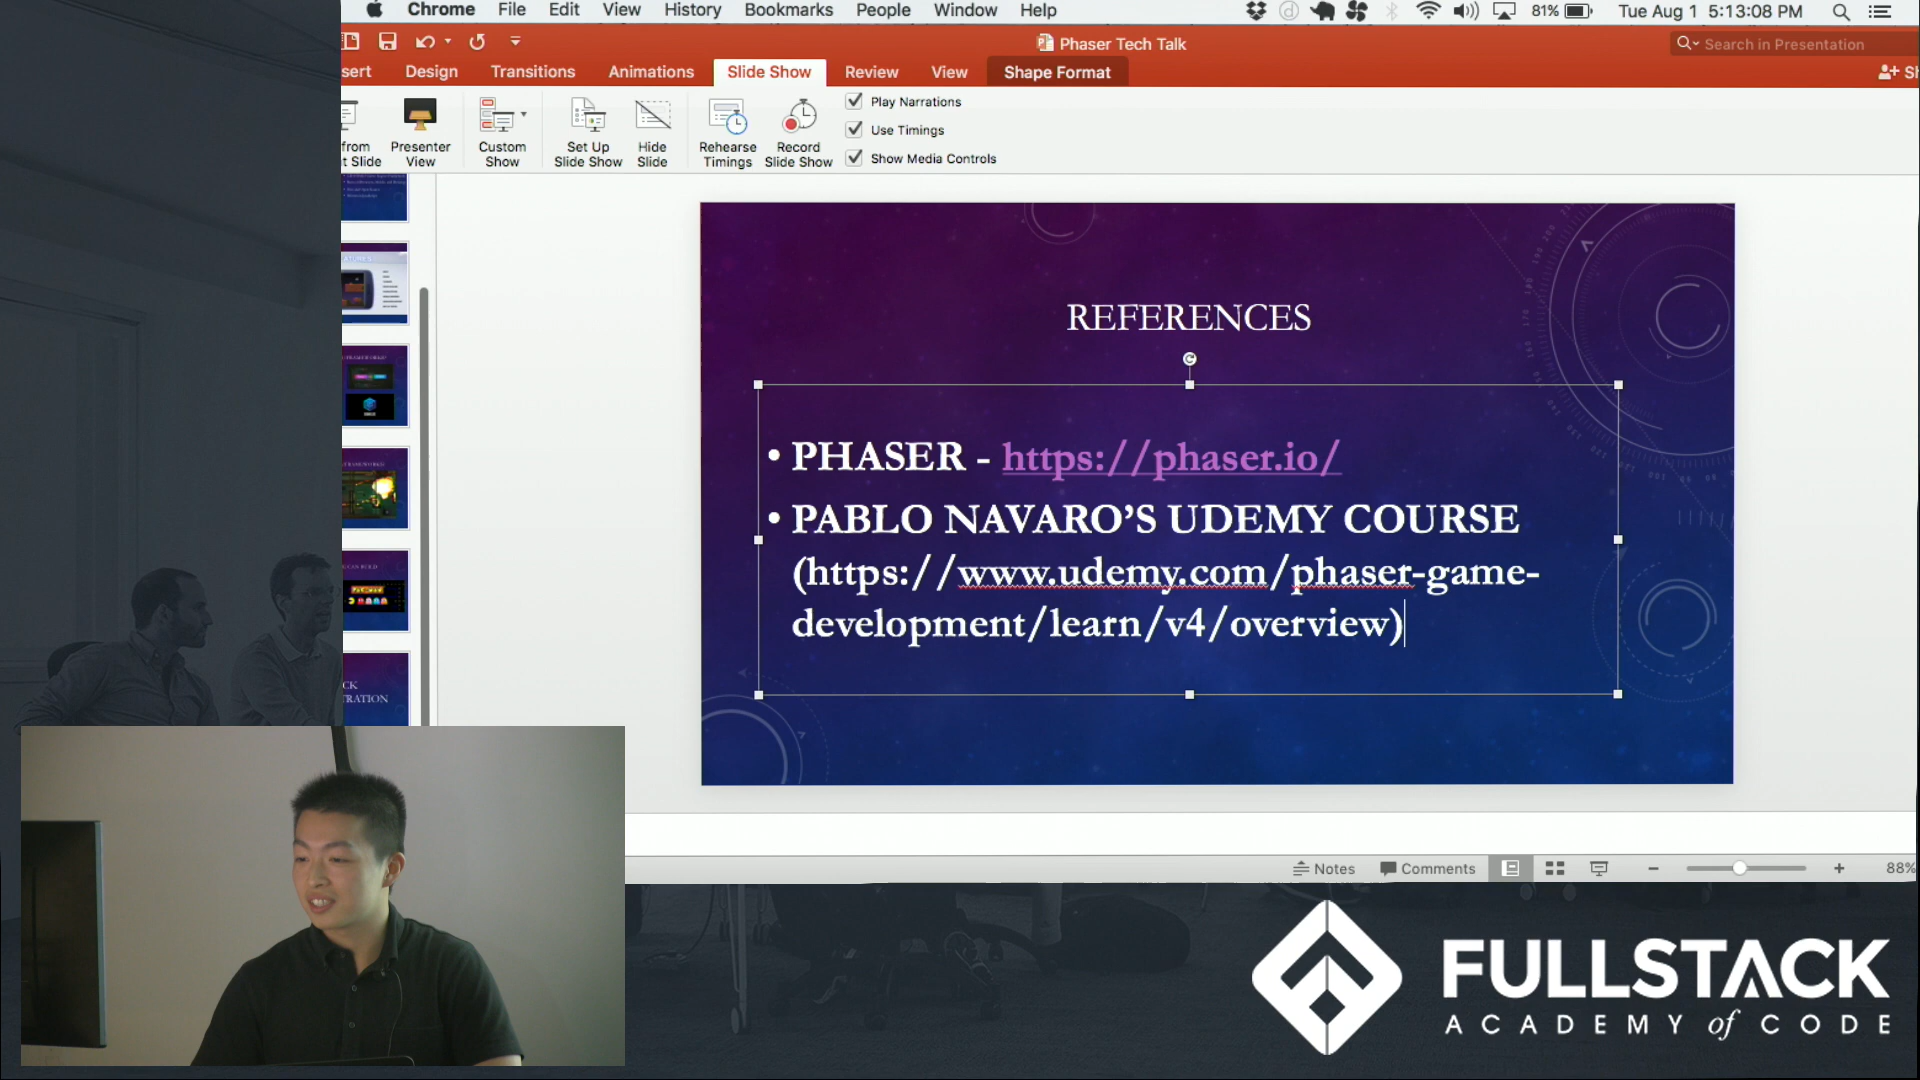 Chrome File Edit View History Bookmarks People Window Help 81% Tue Aug 1 5:13:08 PM
Phaser Tech Talk
Search in Presentation
sert Design Transitions Animations Slide Show Review View Shape Format Sh
from
t Slide
Presenter
View
Custom
Show
Set Up
Slide Show
Hide
Slide
Rehearse
Timings
Record
Slide Show
Play Narrations
Use Timings
Show Media Controls
CK
TRATION
REFERENCES
• PHASER - https://phaser.io/
• PABLO NAVARO’S UDEMY COURSE
(https://www.udemy.com/phaser-game-
development/learn/v4/overview)
Notes Comments 88%
FULLSTACK
ACADEMY of CODE